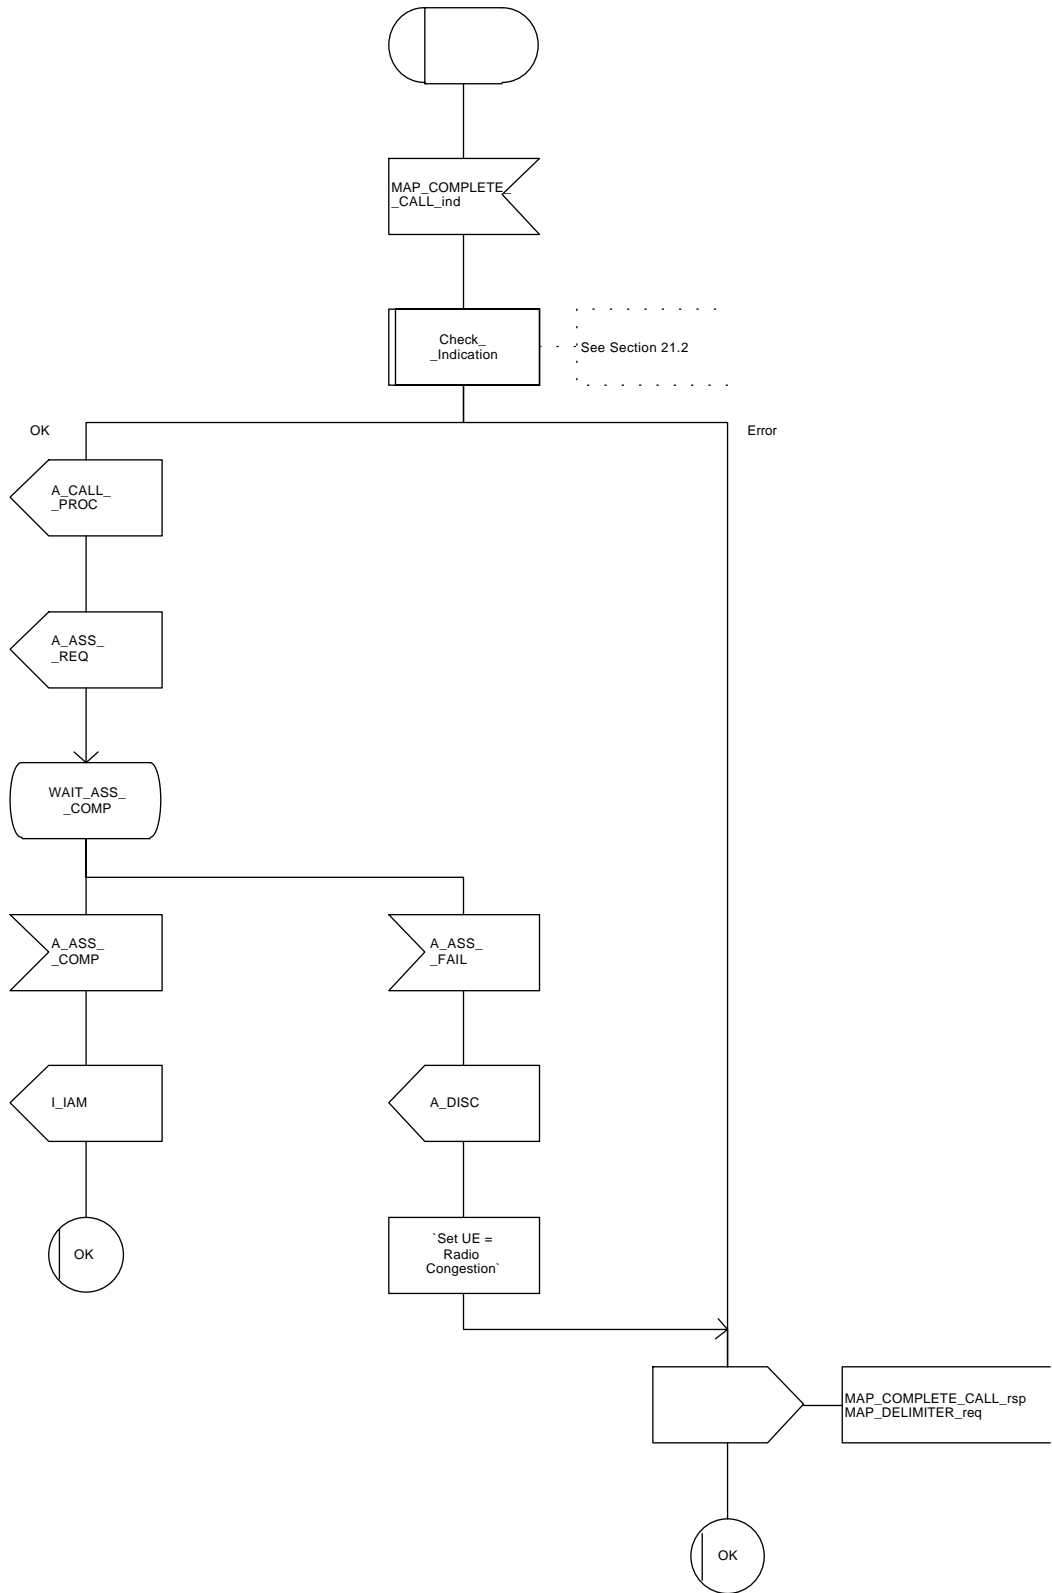 MAP_COMPLETE_
_CALL_ind
Check_
_Indication
See Section 21.2
OK
Error
A_CALL_
_PROC
A_ASS_
_REQ
WAIT_ASS_
_COMP
A_ASS_
_COMP
A_ASS_
_FAIL
I_IAM
A_DISC
OK
`Set UE =
Radio
Congestion`
MAP_COMPLETE_CALL_rsp
MAP_DELIMITER_req
OK